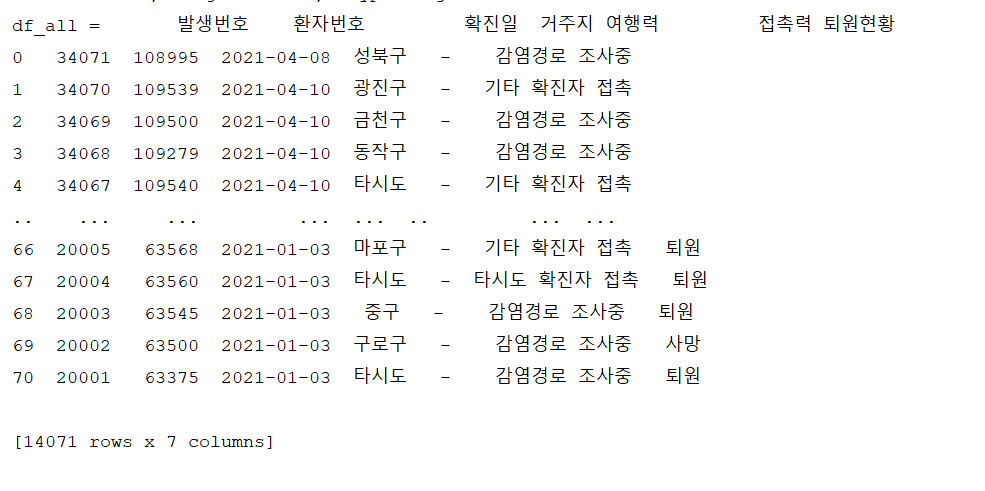 df_all =       발생번호    환자번호         확진일  거주지 여행력         접촉력 퇴원현황
0   34071  108995  2021-04-08  성북구   -    감염경로 조사중
1   34070  109539  2021-04-10  광진구   -   기타 확진자 접촉
2   34069  109500  2021-04-10  금천구   -    감염경로 조사중
3   34068  109279  2021-04-10  동작구   -    감염경로 조사중
4   34067  109540  2021-04-10  타시도   -   기타 확진자 접촉
..    ...     ...         ...  ...  ..         ...  ...
66  20005   63568  2021-01-03  마포구   -   기타 확진자 접촉   퇴원
67  20004   63560  2021-01-03  타시도   -  타시도 확진자 접촉   퇴원
68  20003   63545  2021-01-03   중구   -    감염경로 조사중   퇴원
69  20002   63500  2021-01-03  구로구   -    감염경로 조사중   사망
70  20001   63375  2021-01-03  타시도   -    감염경로 조사중   퇴원
[14071 rows x 7 columns]